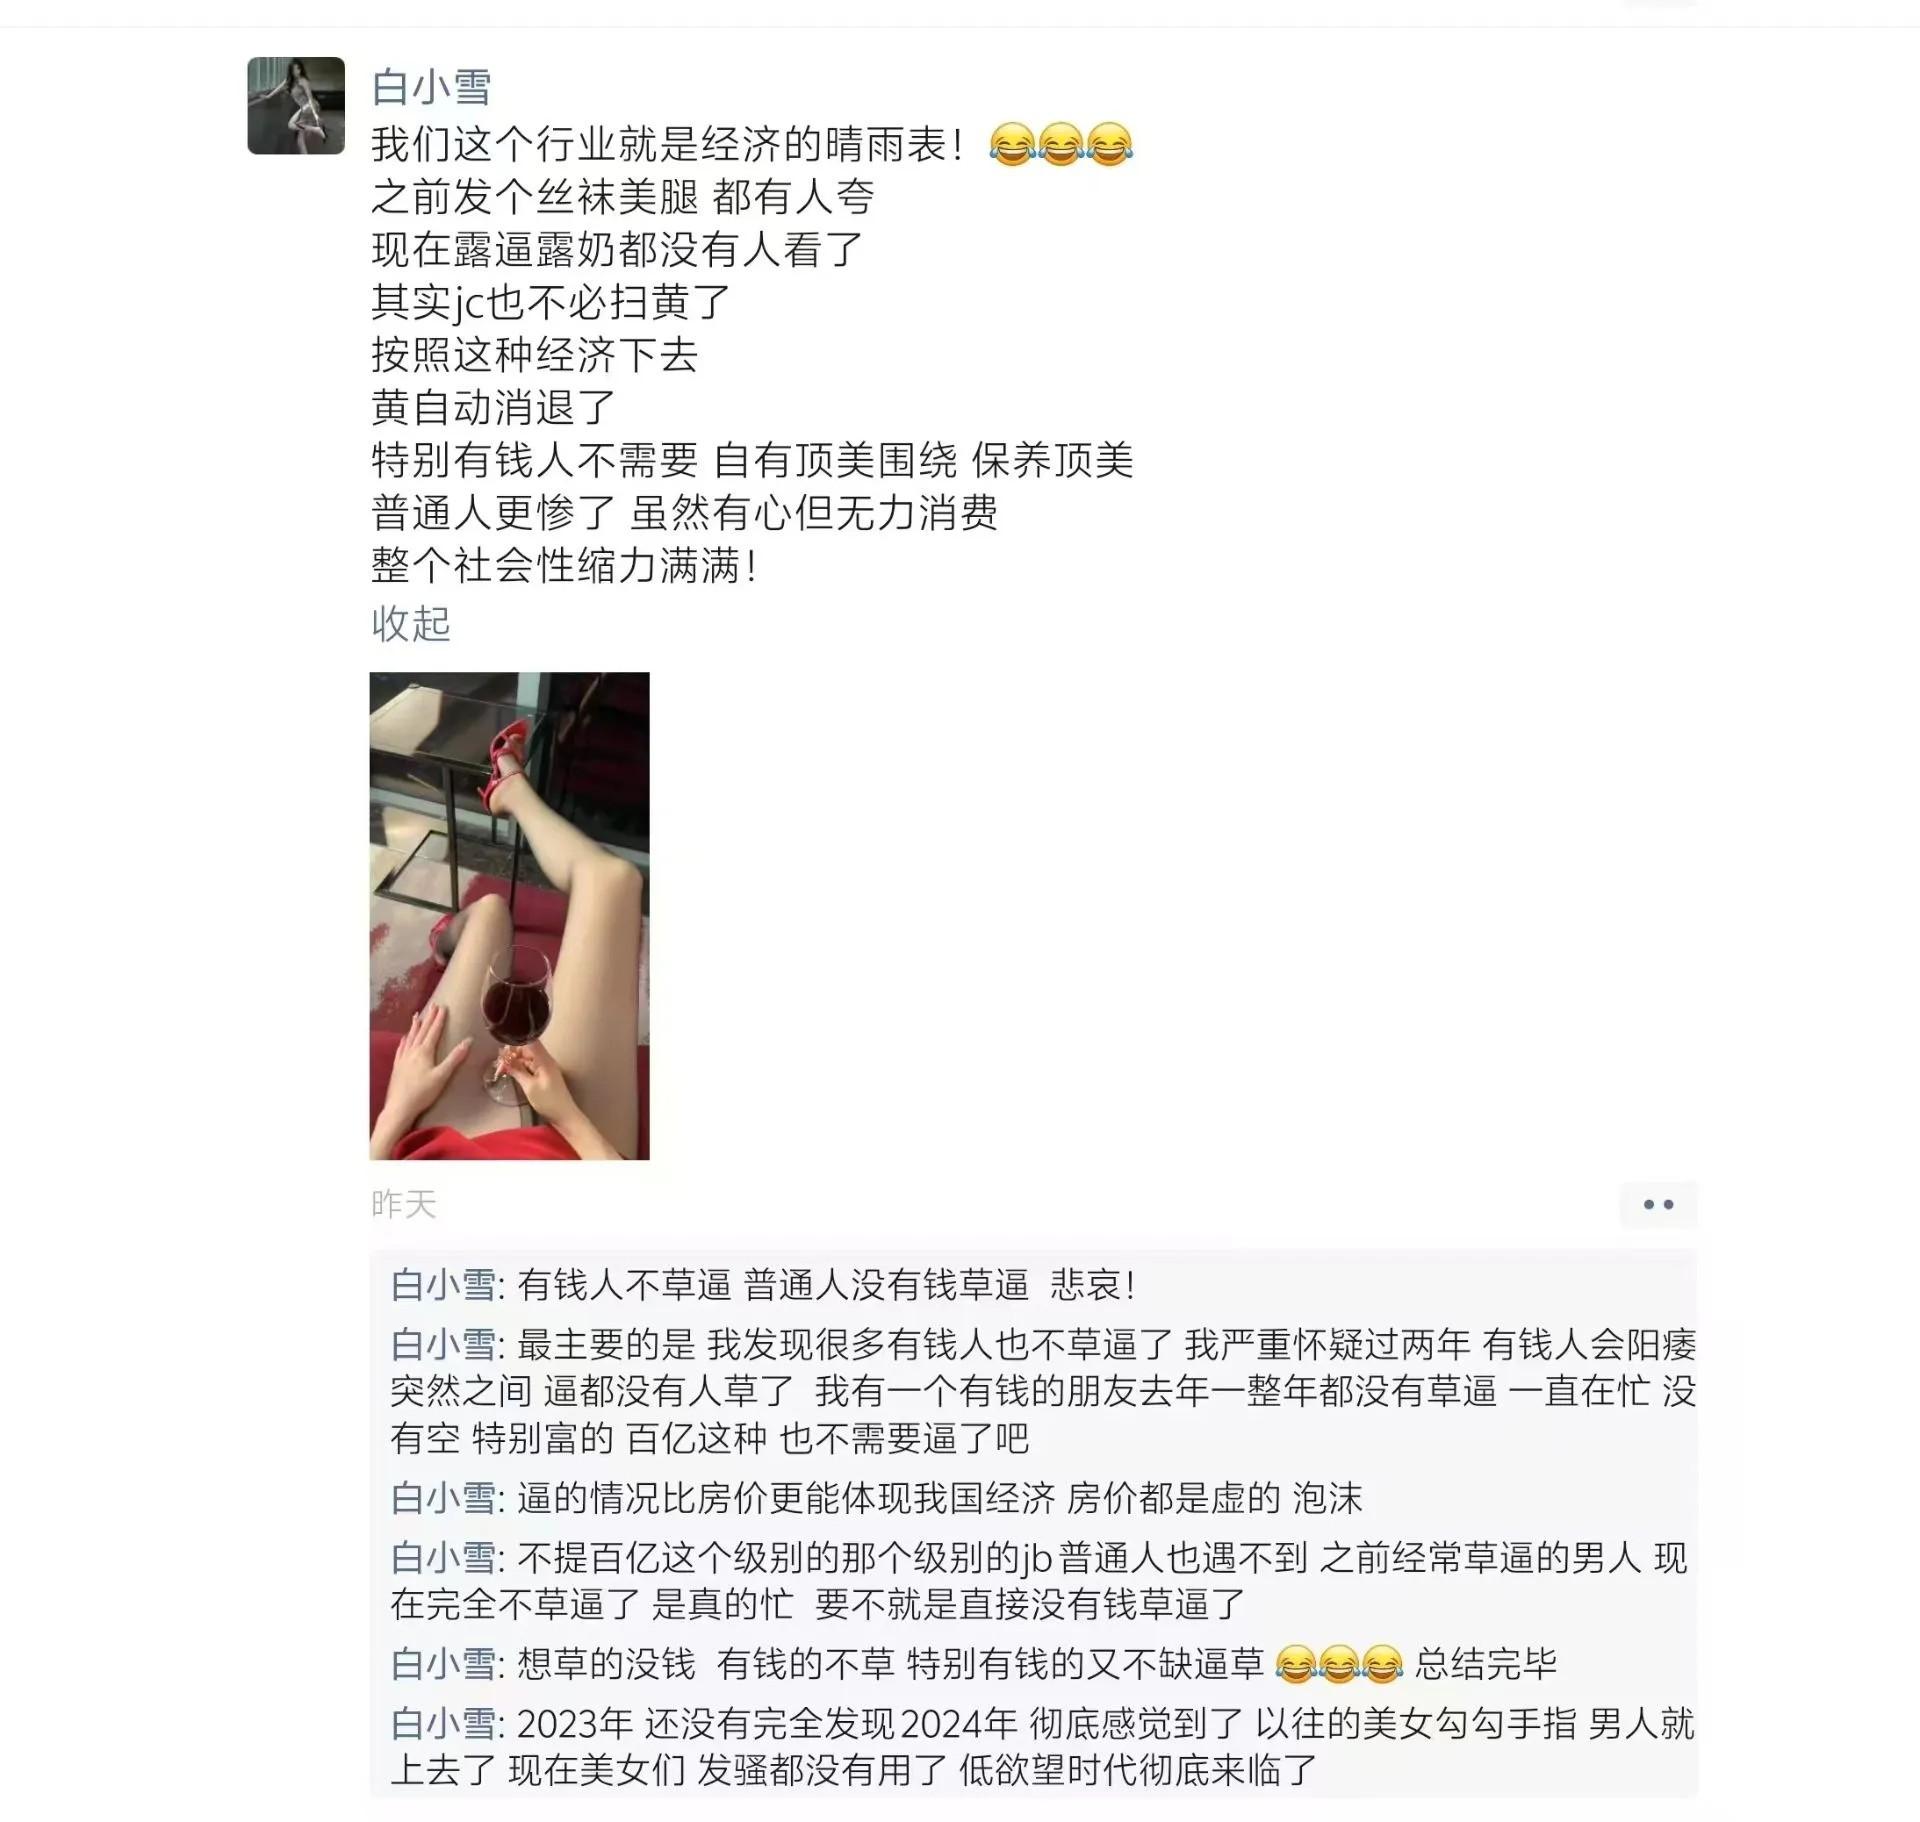 白小雪
我们这个行业就是经济的晴雨表！😂😂😂
之前发个丝袜美腿 都有人夸
现在露逼露奶都没有人看了
其实jc也不必扫黄了
按照这种经济下去
黄自动消退了
特别有钱人不需要 自有顶美围绕 保养顶美
普通人更惨了 虽然有心但无力消费
整个社会性缩力满满！
收起
昨天
白小雪: 有钱人不草逼 普通人没有钱草逼 悲哀！
白小雪: 最主要的是 我发现很多有钱人也不草逼了 我严重怀疑过两年 有钱人会阳痿
突然之间 逼都没有人草了 我有一个有钱的朋友去年一整年都没有草逼 一直在忙 没
有空 特别富的 百亿这种 也不需要逼了吧
白小雪: 逼的情况比房价更能体现我国经济 房价都是虚的 泡沫
白小雪: 不提百亿这个级别的那个级别的jb普通人也遇不到 之前经常草逼的男人 现
在完全不草逼了 是真的忙 要不就是直接没有钱草逼了
白小雪: 想草的没钱 有钱的不草 特别有钱的又不缺逼草 😂😂😂 总结完毕
白小雪: 2023年 还没有完全发现2024年 彻底感觉到了 以往的美女勾勾手指 男人就
上去了 现在美女们 发骚都没有用了 低欲望时代彻底来临了